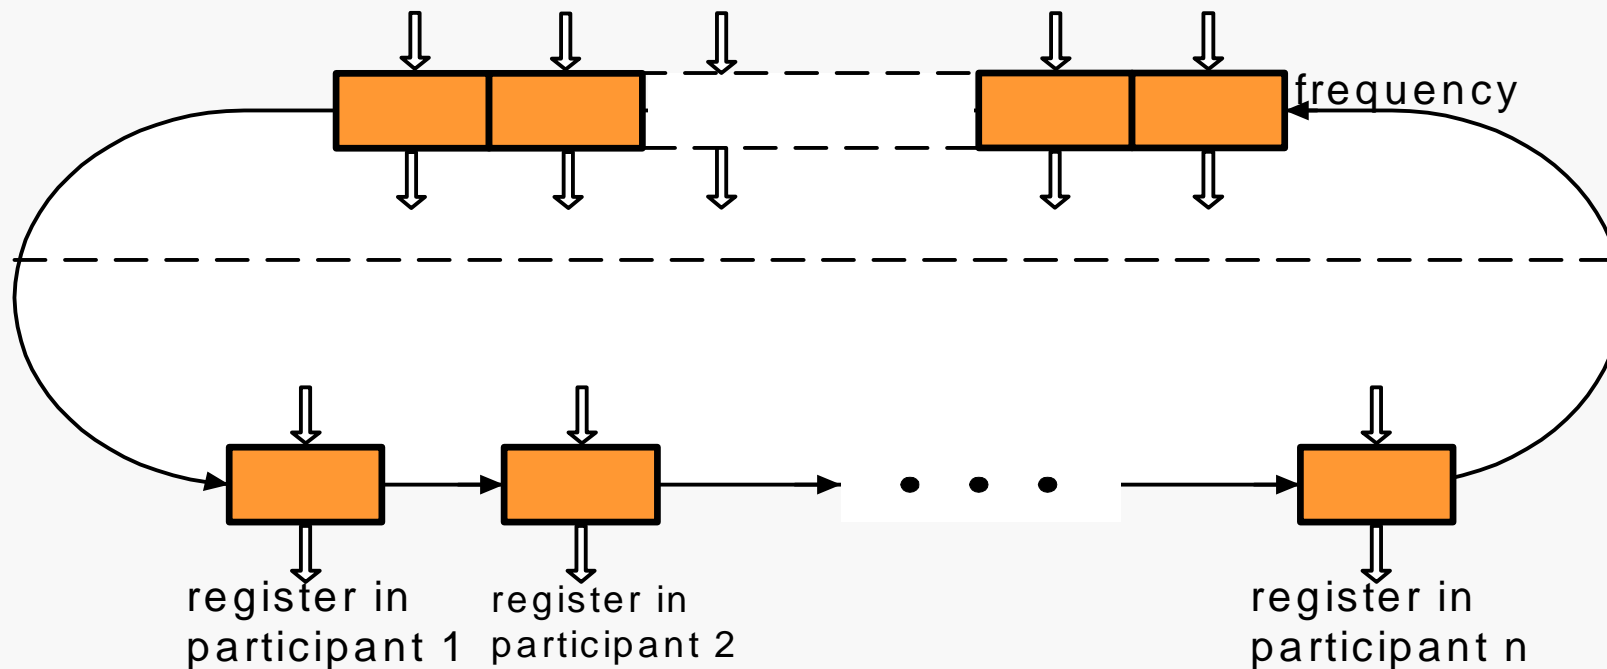 frequency
register in
participant 1
register in
participant 2
register in
participant n